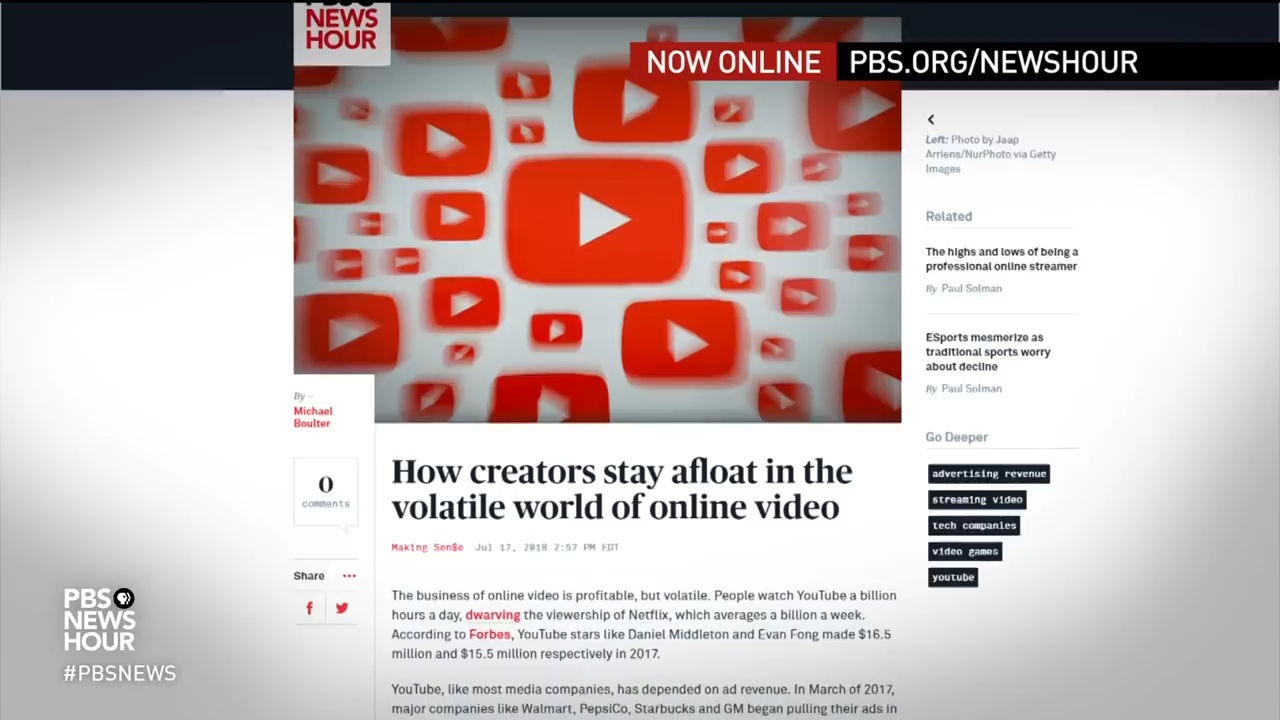 PBS
NEWS
HOUR
NOW ONLINE
PBS.ORG/NEWSHOUR
Left: Photo by Jaap
Arriens/NurPhoto via Getty
Images
Related
The highs and lows of being a
professional online streamer
By Paul Solman
ESports mesmerize as
traditional sports worry
about decline
By Paul Solman
Go Deeper
advertising revenue
streaming video
tech companies
video games
youtube
By —
Michael
Boulter
0
comments
Share
How creators stay afloat in the
volatile world of online video
Making Sen$e Jul 17, 2018 2:57 PM EDT
The business of online video is profitable, but volatile. People watch YouTube a billion
hours a day, dwarving the viewership of Netflix, which averages a billion a week.
According to Forbes, YouTube stars like Daniel Middleton and Evan Fong made $16.5
million and $15.5 million respectively in 2017.
YouTube, like most media companies, has depended on ad revenue. In March of 2017,
major companies like Walmart, PepsiCo, Starbucks and GM began pulling their ads in
PBS
NEWS
HOUR
#PBSNEWS